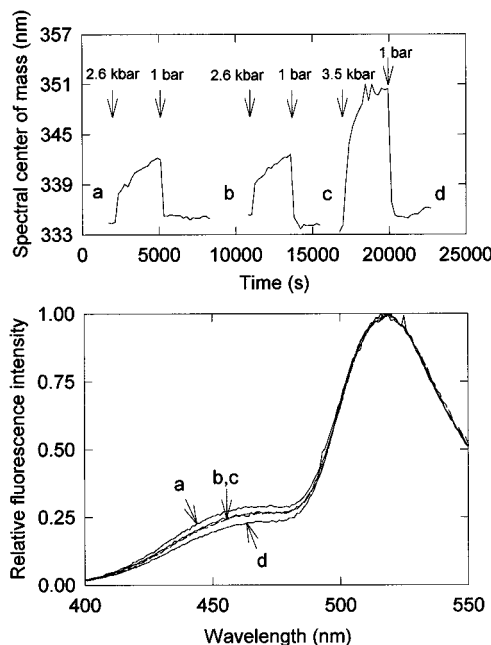 Spectral center of mass (nm)
357
351
345
339
333
2.6 kbar
1 bar
2.6 kbar
1 bar
3.5 kbar
1 bar
a
b
c
d
0
5000
10000
15000
20000
25000
Time (s)
Relative fluorescence intensity
1.00
0.75
0.50
0.25
0.00
a
b,c
d
400
450
500
550
Wavelength (nm)